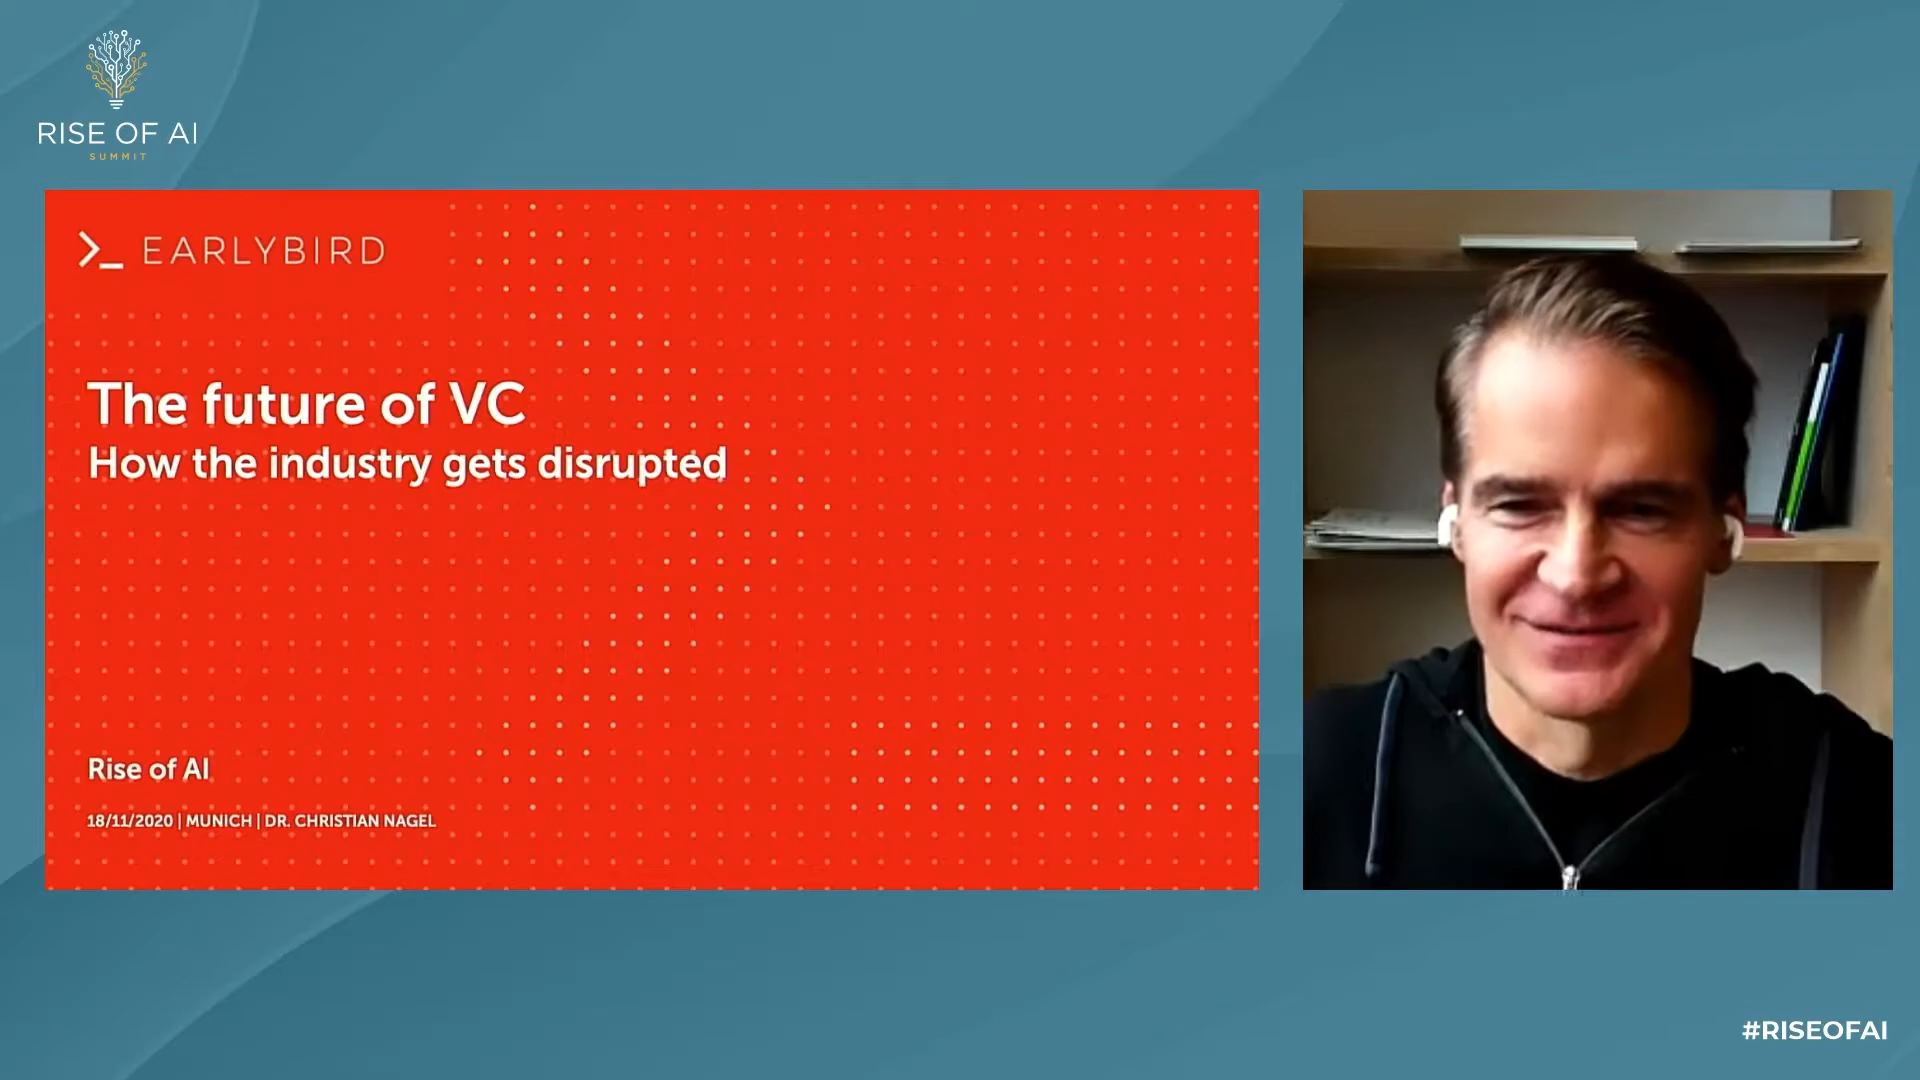 RISE OF AI
SUMMIT
>_ EARLYBIRD
The future of VC
How the industry gets disrupted
Rise of AI
18/11/2020 | MUNICH | DR. CHRISTIAN NAGEL
#RISEOFAI